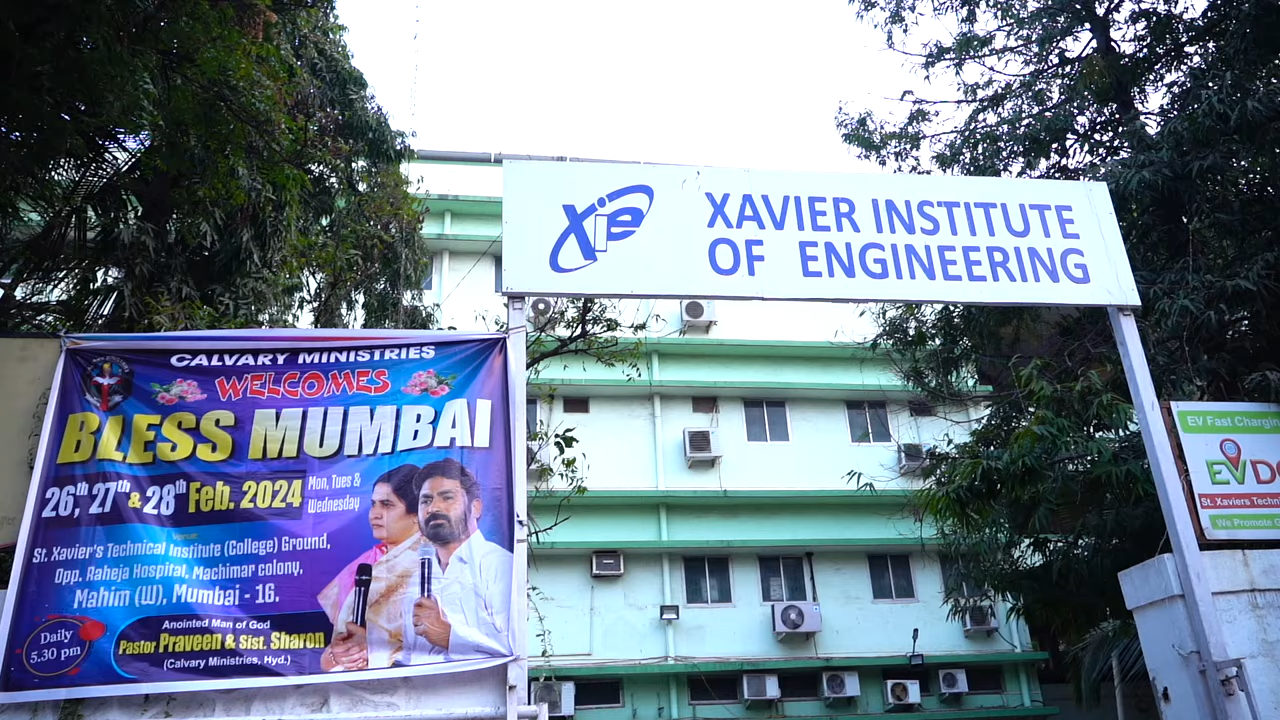 Xie
XAVIER INSTITUTE
OF ENGINEERING
CALVARY MINISTRIES
WELCOMES
BLESS MUMBAI
26th, 27th & 28th Feb. 2024
Mon, Tues &
Wednesday
Venue:
St. Xavier's Technical Institute (College) Ground,
Opp. Raheja Hospital, Machimar colony,
Mahim (W), Mumbai - 16.
Daily
5.30 pm
Anointed Man of God
Pastor Praveen & Sist. Sharon
(Calvary Ministries, Hyd.)
EV Fast Chargin
EVD
St. Xaviers Techn
We Promote G